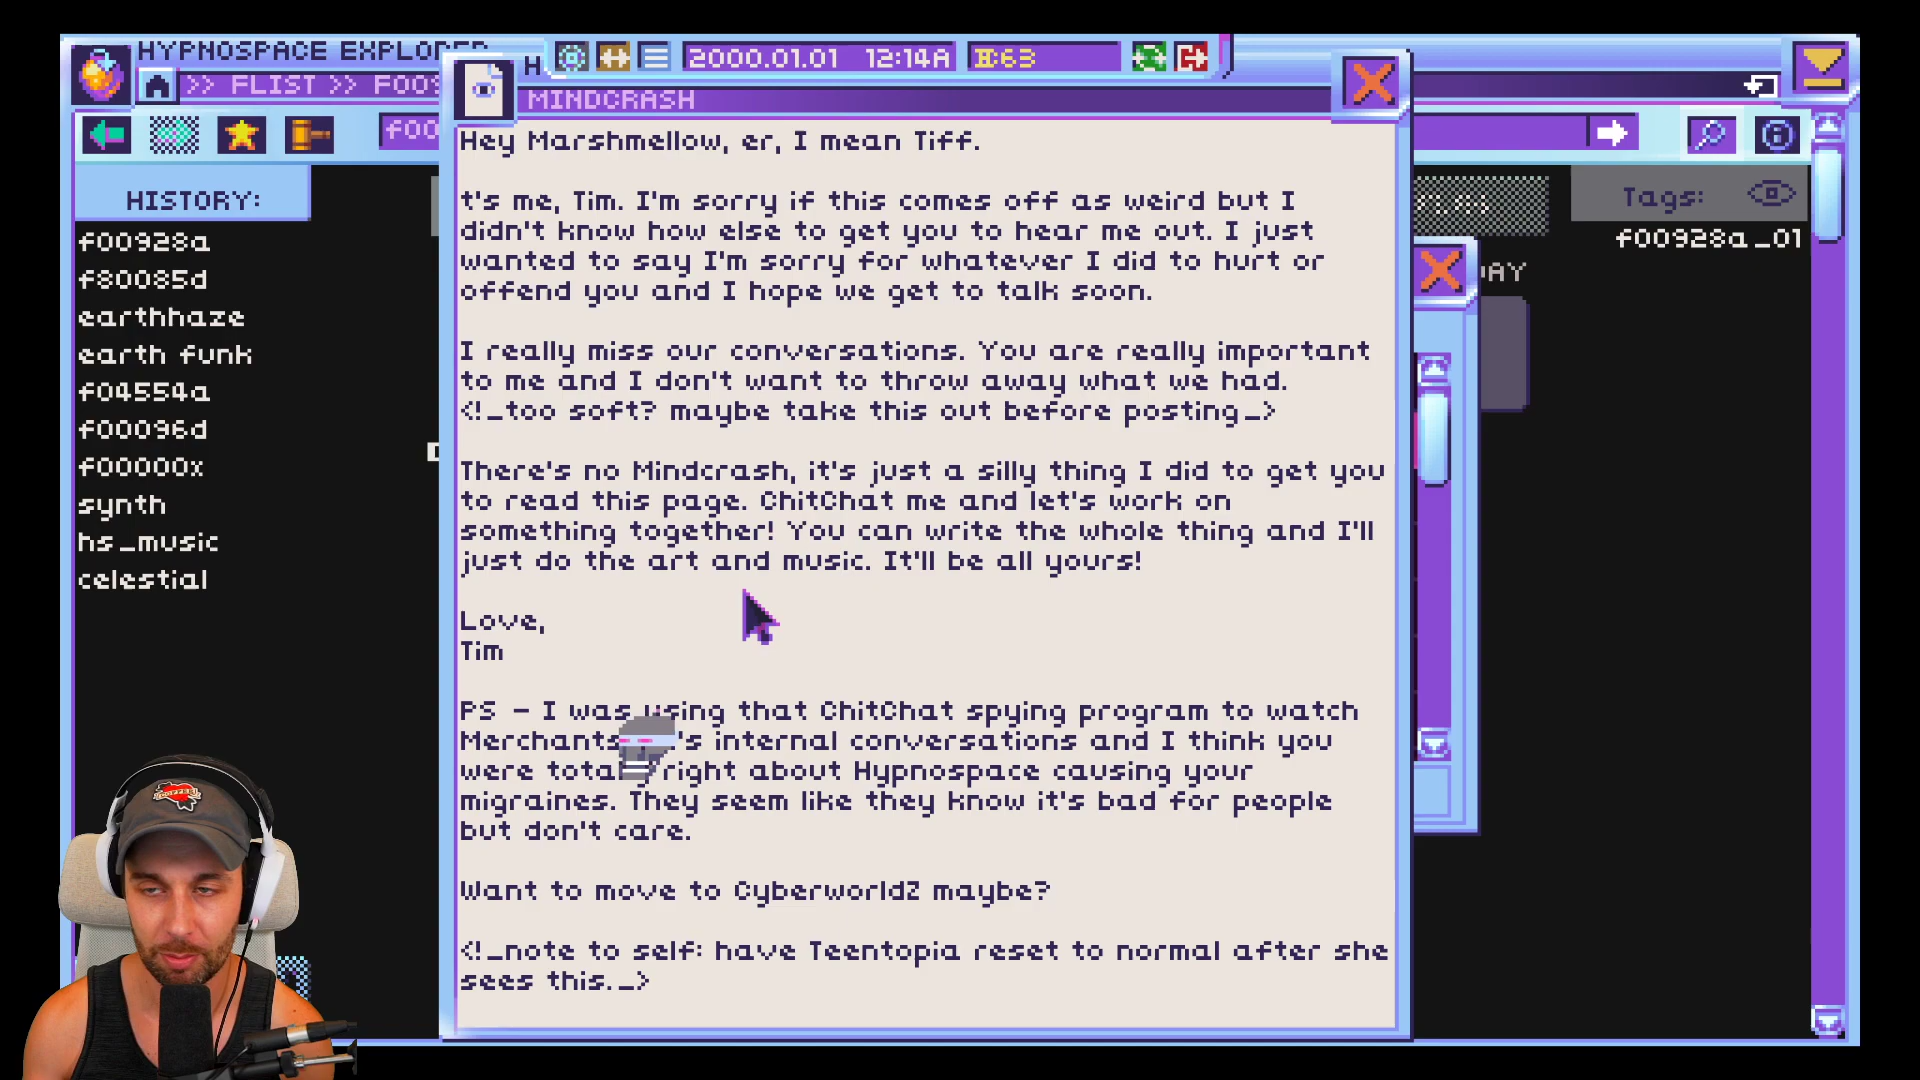 HYPNOSPACE EXPLORER
2000.01.01 12:14A
63
>> FLIST >> F009
MINDCRASH
f00
HISTORY:
f00928a
f80085d
earthhaze
earth funk
f04554a
f00096d
f00000x
synth
hs_music
celestial
Hey Marshmellow, er, I mean Tiff.
t's me, Tim. I'm sorry if this comes off as weird but I
didn't know how else to get you to hear me out. I just
wanted to say I'm sorry for whatever I did to hurt or
offend you and I hope we get to talk soon.
I really miss our conversations. You are really important
to me and I don't want to throw away what we had.
<!_too soft? maybe take this out before posting_>
There's no Mindcrash, it's just a silly thing I did to get you
to read this page. ChitChat me and let's work on
something together! You can write the whole thing and I'll
just do the art and music. It'll be all yours!
Love,
Tim
PS - I was using that ChitChat spying program to watch
Merchants 's internal conversations and I think you
were total right about Hypnospace causing your
migraines. They seem like they know it's bad for people
but don't care.
Want to move to CyberworldZ maybe?
<!_note to self: have Teentopia reset to normal after she
sees this._>
Tags:
f00928a_01
DAY